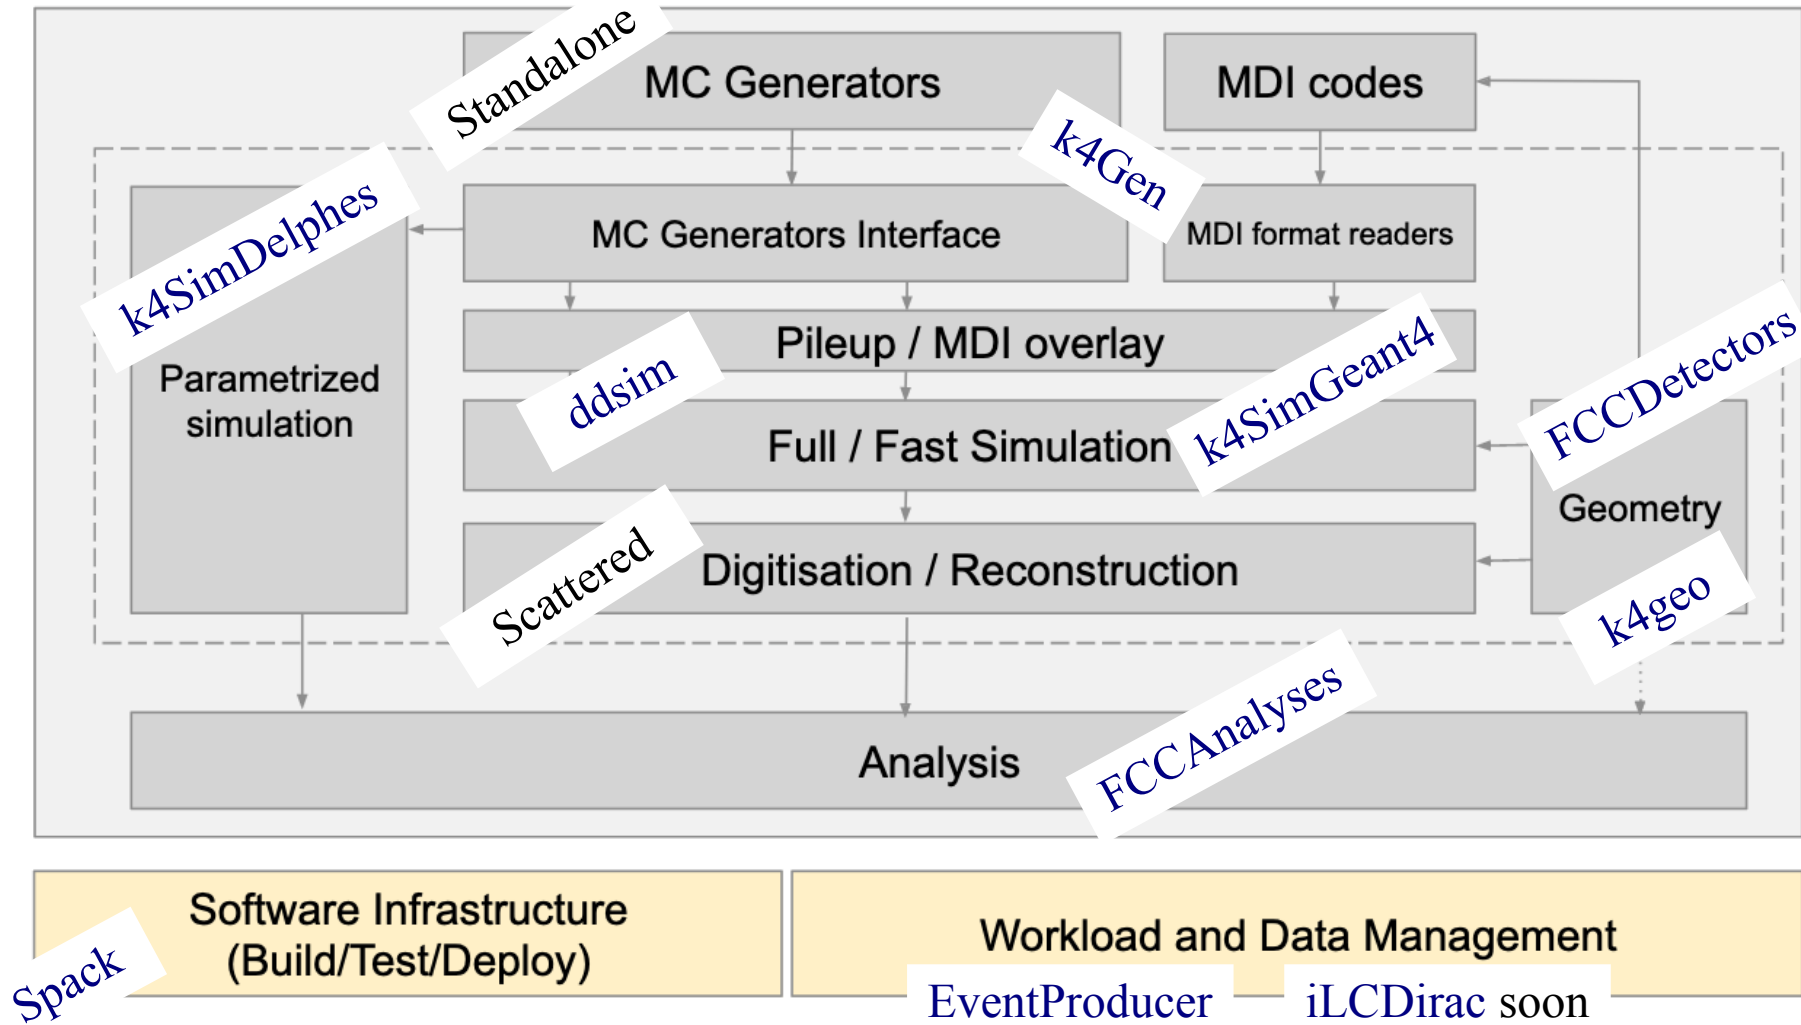 Standalone
MC Generators
MDI codes
k4Gen
k4SimDelphes
MC Generators Interface
MDI format readers
Pileup / MDI overlay
Parametrized
simulation
ddsim
k4SimGeant4
FCCDetectors
Full / Fast Simulation
Geometry
Scattered
Digitisation / Reconstruction
k4geo
FCCAnalyses
Analysis
Software Infrastructure
(Build/Test/Deploy)
Spack
Workload and Data Management
EventProducer
iLCDirac soon